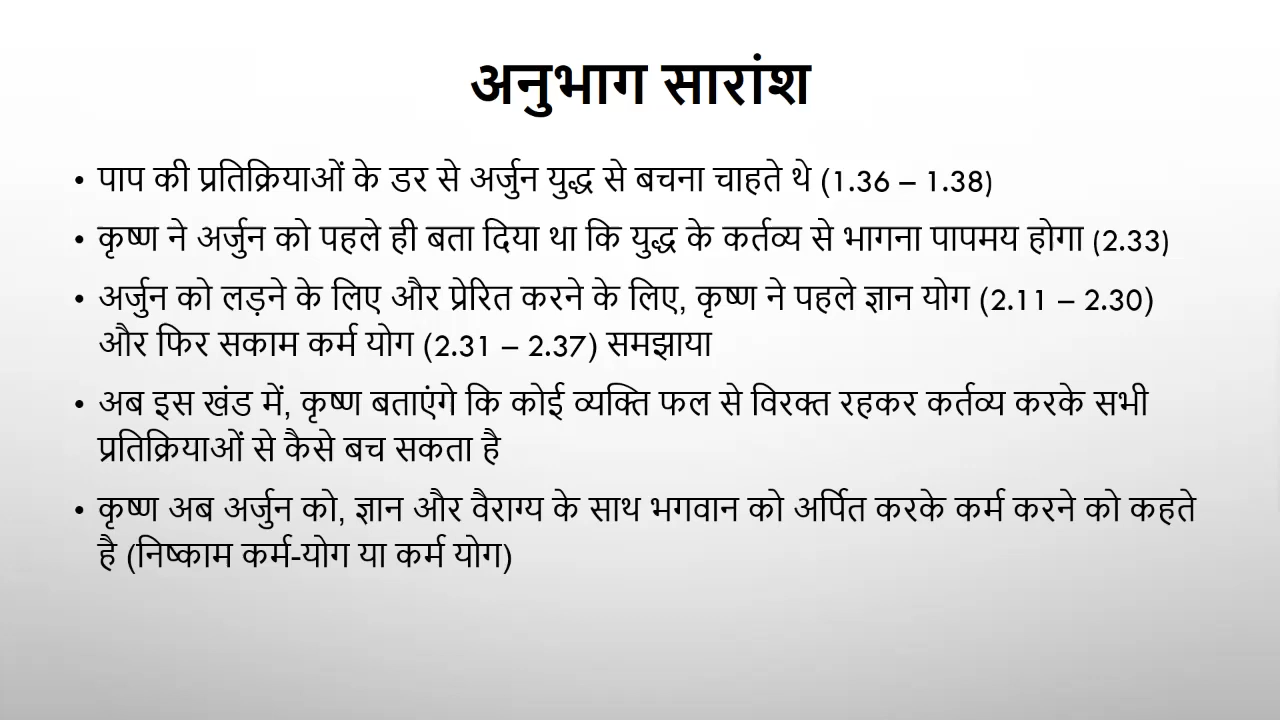 अनुभाग सारांश
• पाप की प्रतिक्रियाओं के डर से अर्जुन युद्ध से बचना चाहते थे (1.36 – 1.38)
• कृष्ण ने अर्जुन को पहले ही बता दिया था कि युद्ध के कर्तव्य से भागना पापमय होगा (2.33)
• अर्जुन को लड़ने के लिए और प्रेरित करने के लिए, कृष्ण ने पहले ज्ञान योग (2.11 – 2.30)
और फिर सकाम कर्म योग (2.31 – 2.37) समझाया
• अब इस खंड में, कृष्ण बताएंगे कि कोई व्यक्ति फल से विरक्त रहकर कर्तव्य करके सभी
प्रतिक्रियाओं से कैसे बच सकता है
• कृष्ण अब अर्जुन को, ज्ञान और वैराग्य के साथ भगवान को अर्पित करके कर्म करने को कहते
है (निष्काम कर्म-योग या कर्म योग)